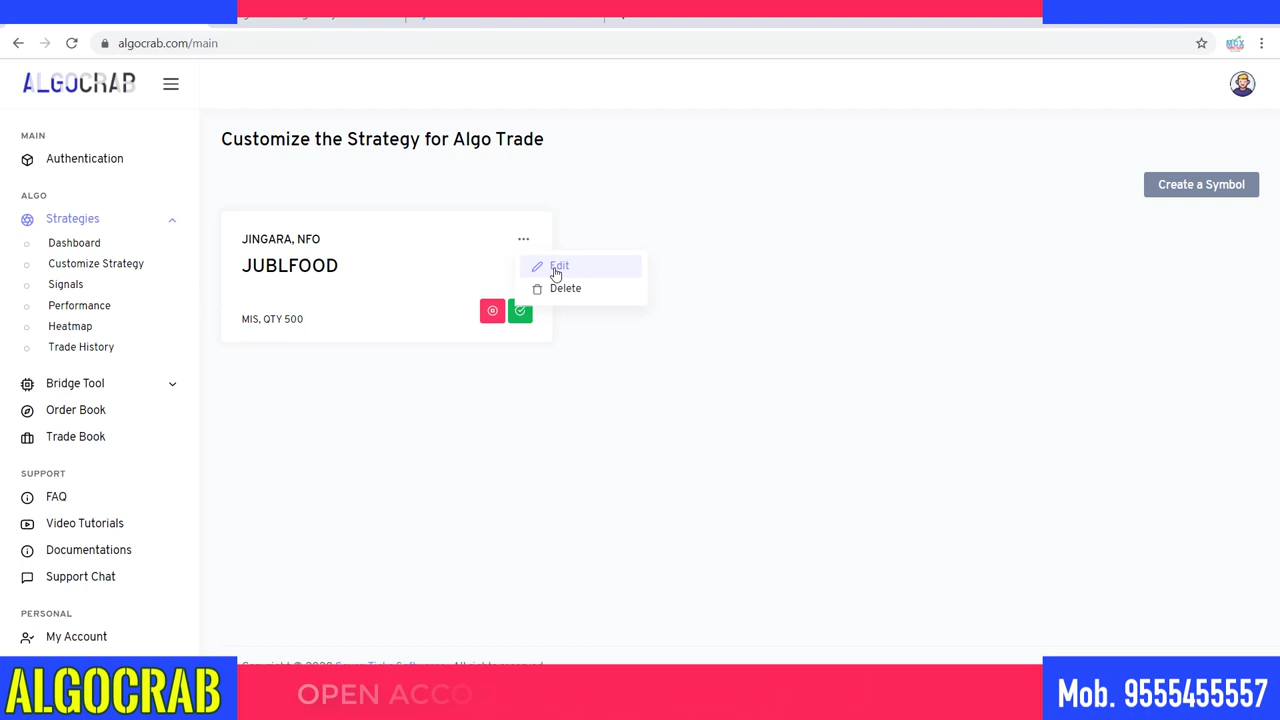 algocrab.com/main
MCX
ALGOCRAB
MAIN
Authentication
ALGO
Strategies
Dashboard
Customize Strategy
Signals
Performance
Heatmap
Trade History
Bridge Tool
Order Book
Trade Book
SUPPORT
FAQ
Video Tutorials
Documentations
Support Chat
PERSONAL
My Account
Customize the Strategy for Algo Trade
Create a Symbol
JINGARA, NFO
JUBLFOOD
Edit
Delete
MIS, QTY 500
ALGOCRAB
OPEN ACCO
Mob. 9555455557